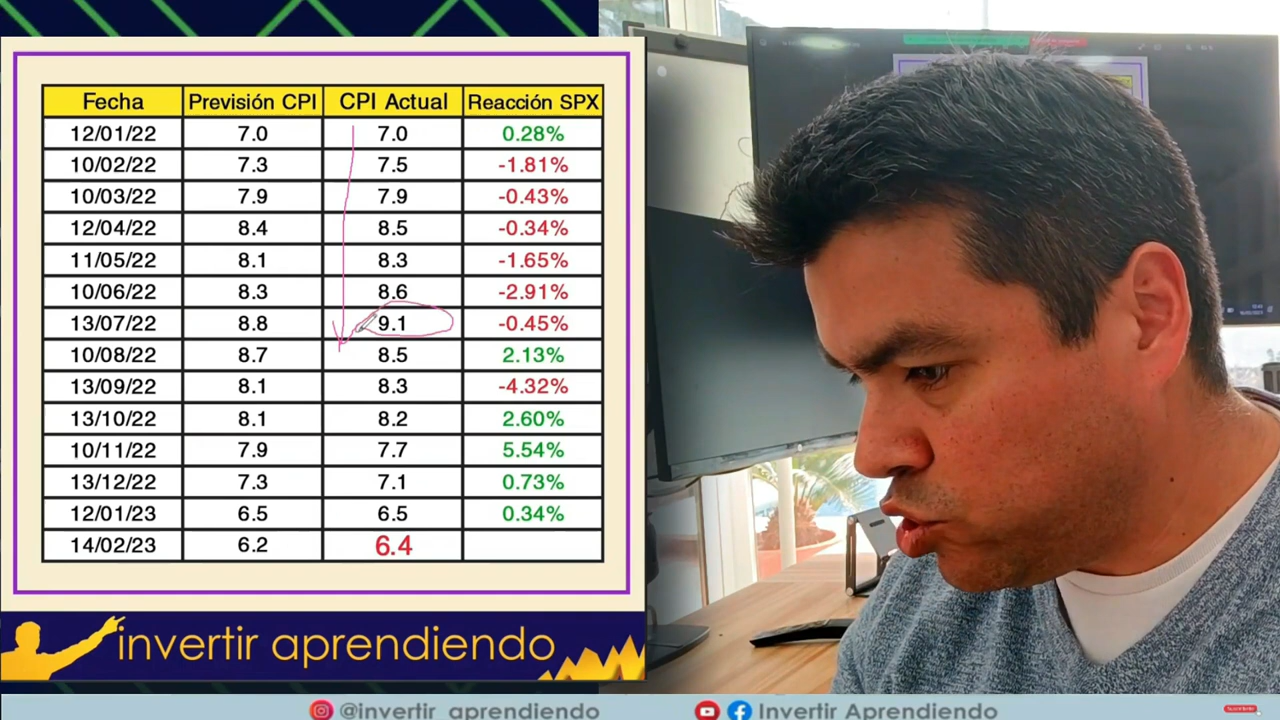 Fecha Previsión CPI CPI Actual Reacción SPX
12/01/22 7.0 7.0 0.28%
10/02/22 7.3 7.5 -1.81%
10/03/22 7.9 7.9 -0.43%
12/04/22 8.4 8.5 -0.34%
11/05/22 8.1 8.3 -1.65%
10/06/22 8.3 8.6 -2.91%
13/07/22 8.8 9.1 -0.45%
10/08/22 8.7 8.5 2.13%
13/09/22 8.1 8.3 -4.32%
13/10/22 8.1 8.2 2.60%
10/11/22 7.9 7.7 5.54%
13/12/22 7.3 7.1 0.73%
12/01/23 6.5 6.5 0.34%
14/02/23 6.2 6.4
invertir aprendiendo
@invertir_aprendiendo Invertir Aprendiendo